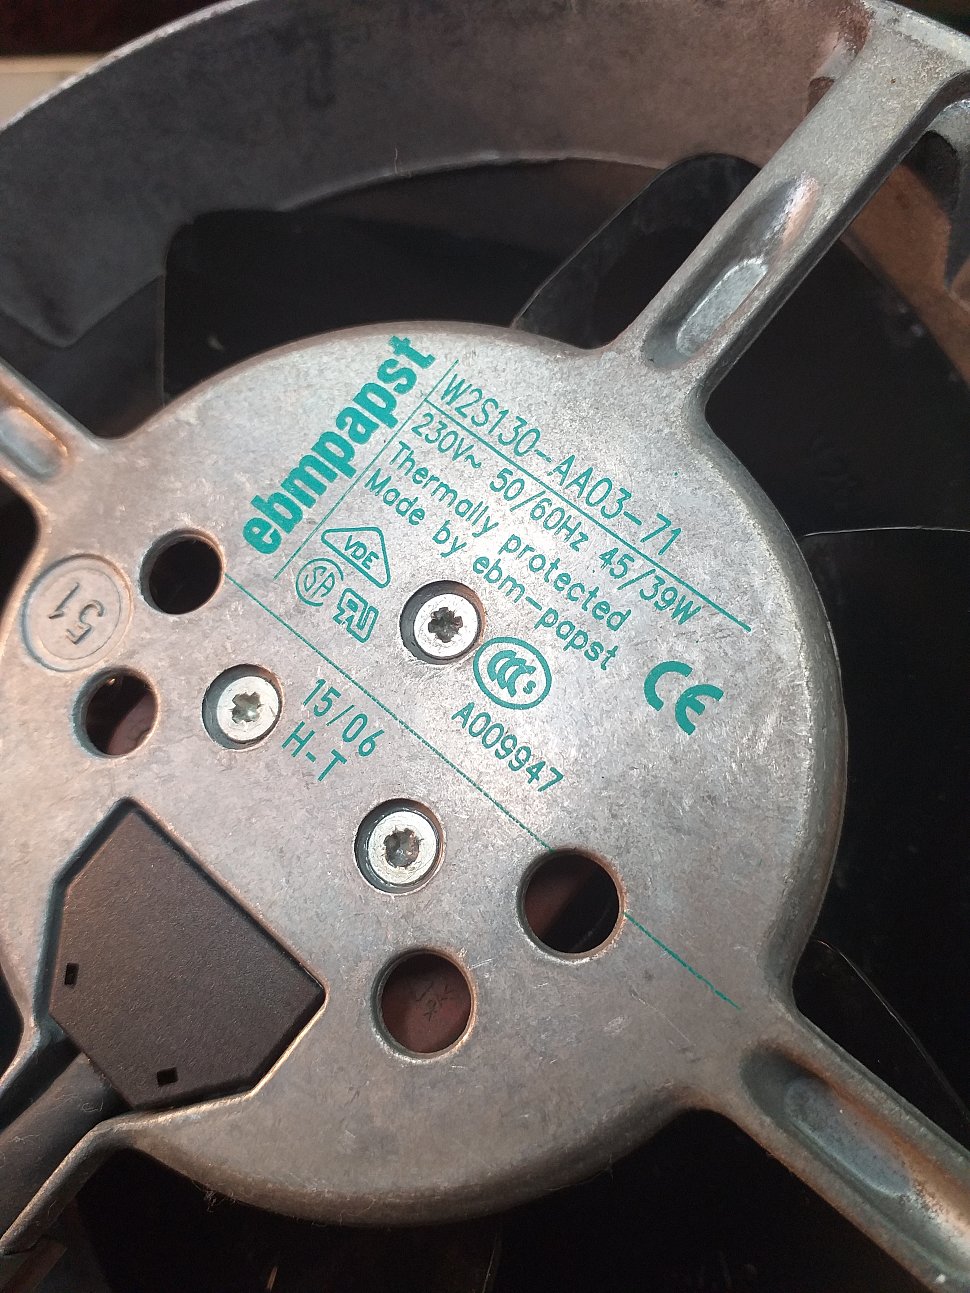 ebmpapst
W2S130-AA03-71
230V~ 50/60Hz 45/39W
Thermally protected
Made by ebm-papst
VDE
CE
A009947
15/06
H-T
51